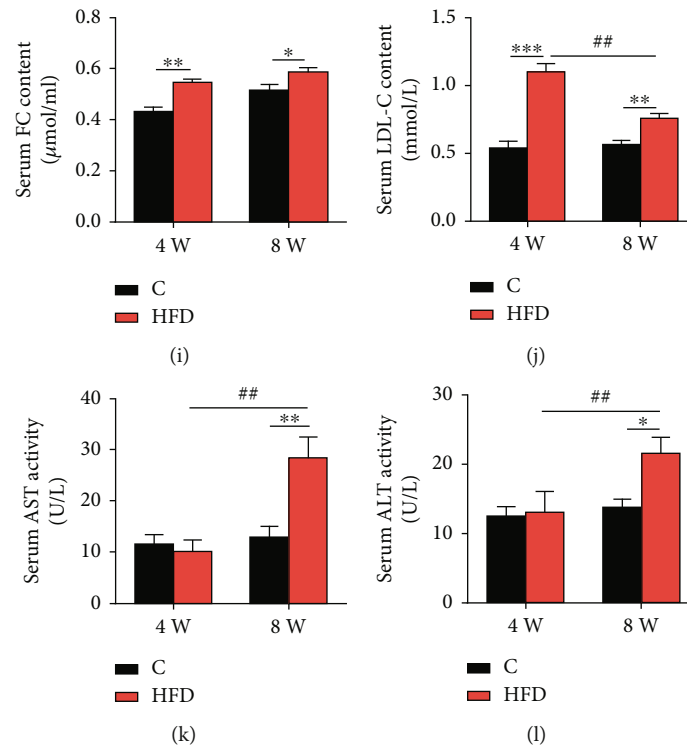 Serum FC content
(μmol/ml)
0.8
0.6
0.4
0.2
0.0
**
*
4 W
8 W
C
HFD
(i)
Serum LDL-C content
(mmol/L)
1.5
1.0
0.5
0.0
***
##
**
4 W
8 W
C
HFD
(j)
Serum AST activity
(U/L)
40
30
20
10
0
##
**
4 W
8 W
C
HFD
(k)
Serum ALT activity
(U/L)
30
20
10
0
##
*
4 W
8 W
C
HFD
(l)